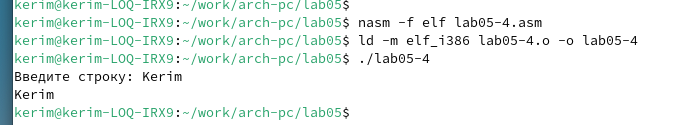 kerim@kerim-LOQ-IRX9:~/work/arch-pc/lab05$
kerim@kerim-LOQ-IRX9:~/work/arch-pc/lab05$ nasm -f elf lab05-4.asm
kerim@kerim-LOQ-IRX9:~/work/arch-pc/lab05$ ld -m elf_i386 lab05-4.o -o lab05-4
kerim@kerim-LOQ-IRX9:~/work/arch-pc/lab05$ ./lab05-4
Введите строку: Kerim
Kerim
kerim@kerim-LOQ-IRX9:~/work/arch-pc/lab05$